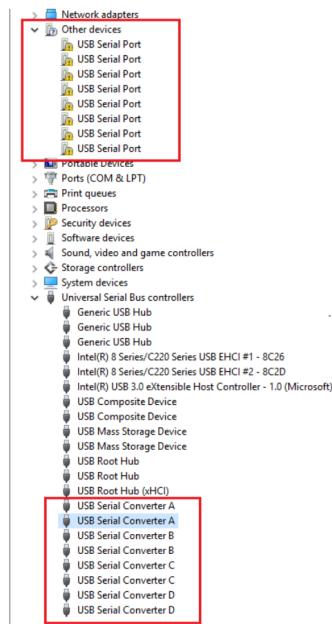 Network adapters
Other devices
USB Serial Port
USB Serial Port
USB Serial Port
USB Serial Port
USB Serial Port
USB Serial Port
USB Serial Port
USB Serial Port
Portable Devices
Ports (COM & LPT)
Print queues
Processors
Security devices
Software devices
Sound, video and game controllers
Storage controllers
System devices
Universal Serial Bus controllers
Generic USB Hub
Generic USB Hub
Generic USB Hub
Intel(R) 8 Series/C220 Series USB EHCI #1 - 8C26
Intel(R) 8 Series/C220 Series USB EHCI #2 - 8C2D
Intel(R) USB 3.0 eXtensible Host Controller - 1.0 (Microsoft)
USB Composite Device
USB Composite Device
USB Mass Storage Device
USB Mass Storage Device
USB Root Hub
USB Root Hub
USB Root Hub (xHCI)
USB Serial Converter A
USB Serial Converter A
USB Serial Converter B
USB Serial Converter B
USB Serial Converter C
USB Serial Converter C
USB Serial Converter D
USB Serial Converter D